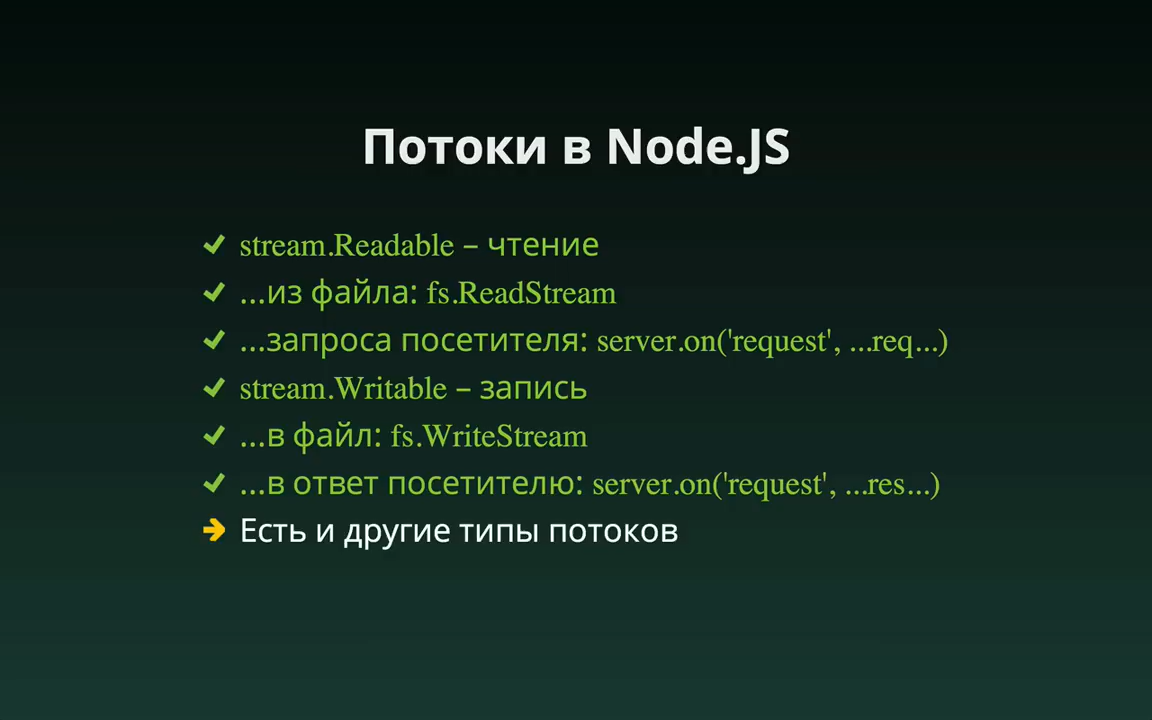 Потоки в Node.JS
stream.Readable – чтение
...из файла: fs.ReadStream
...запроса посетителя: server.on('request', ...req...)
stream.Writable – запись
...в файл: fs.WriteStream
...в ответ посетителю: server.on('request', ...res...)
Есть и другие типы потоков